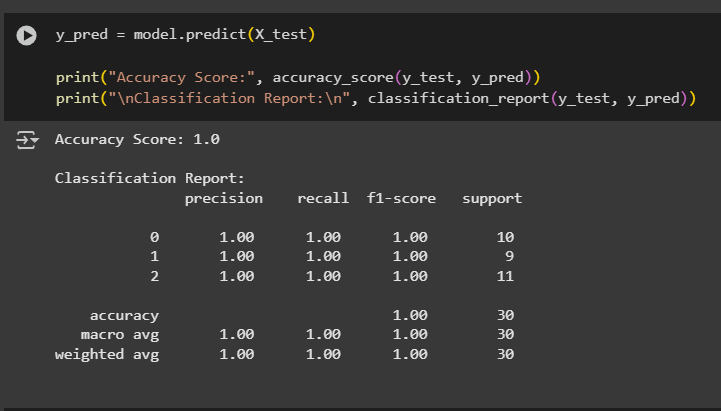 y_pred = model.predict(X_test)
print("Accuracy Score:", accuracy_score(y_test, y_pred))
print("\nClassification Report:\n", classification_report(y_test, y_pred))
Accuracy Score: 1.0
Classification Report:
precision recall f1-score support
0 1.00 1.00 1.00 10
1 1.00 1.00 1.00 9
2 1.00 1.00 1.00 11
accuracy 1.00 30
macro avg 1.00 1.00 1.00 30
weighted avg 1.00 1.00 1.00 30